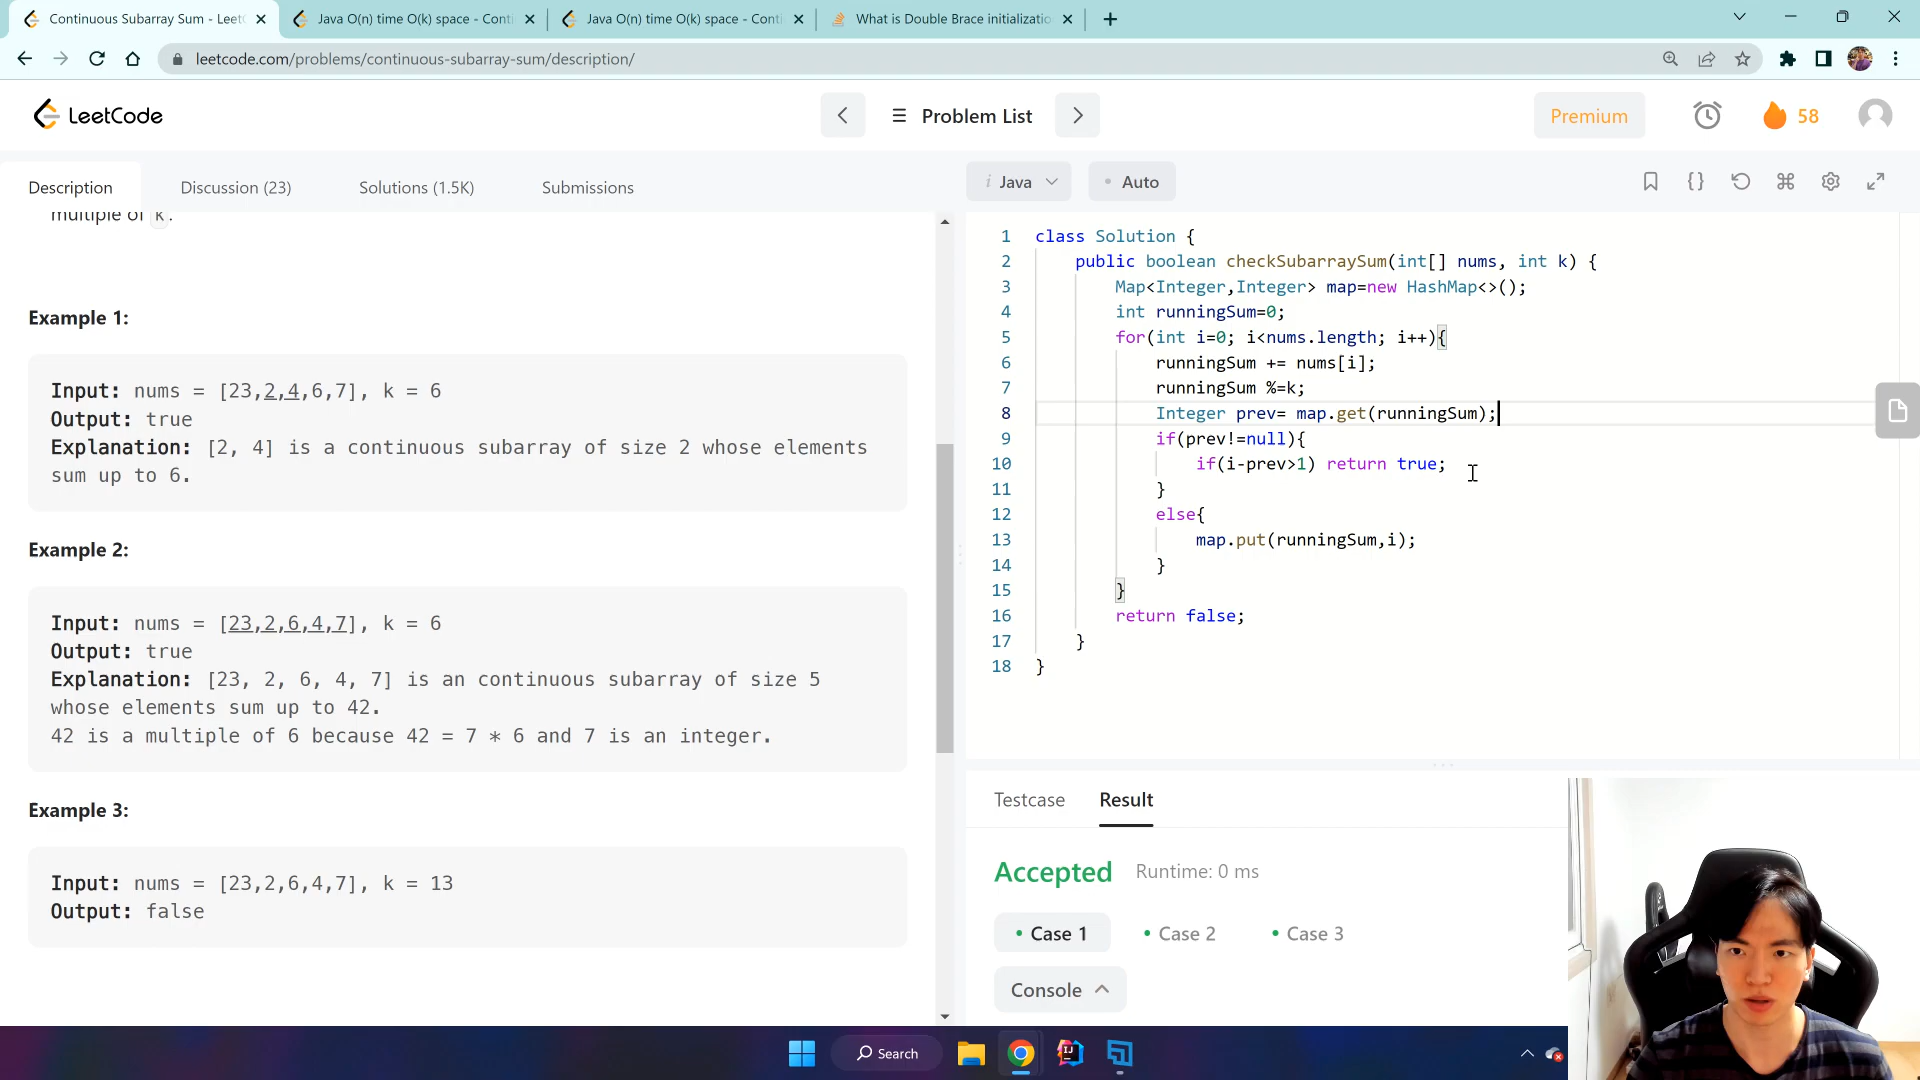 Continuous Subarray Sum - LeetC
Java O(n) time O(k) space - Conti
Java O(n) time O(k) space - Conti
What is Double Brace initializatio
leetcode.com/problems/continuous-subarray-sum/description/
LeetCode
Problem List
Premium
58
Description
Discussion (23)
Solutions (1.5K)
Submissions
i Java
• Auto
multiple of k.
Example 1:
Input: nums = [23,2,4,6,7], k = 6
Output: true
Explanation: [2, 4] is a continuous subarray of size 2 whose elements
sum up to 6.
Example 2:
Input: nums = [23,2,6,4,7], k = 6
Output: true
Explanation: [23, 2, 6, 4, 7] is an continuous subarray of size 5
whose elements sum up to 42.
42 is a multiple of 6 because 42 = 7 * 6 and 7 is an integer.
Example 3:
Input: nums = [23,2,6,4,7], k = 13
Output: false
1 class Solution {
2 public boolean checkSubarraySum(int[] nums, int k) {
3 Map<Integer,Integer> map=new HashMap<>();
4 int runningSum=0;
5 for(int i=0; i<nums.length; i++){
6 runningSum += nums[i];
7 runningSum %=k;
8 Integer prev= map.get(runningSum);
9 if(prev!=null){
10 if(i-prev>1) return true;
11 }
12 else{
13 map.put(runningSum,i);
14 }
15 }
16 return false;
17 }
18 }
Testcase
Result
Accepted
Runtime: 0 ms
• Case 1
• Case 2
• Case 3
Console
Search